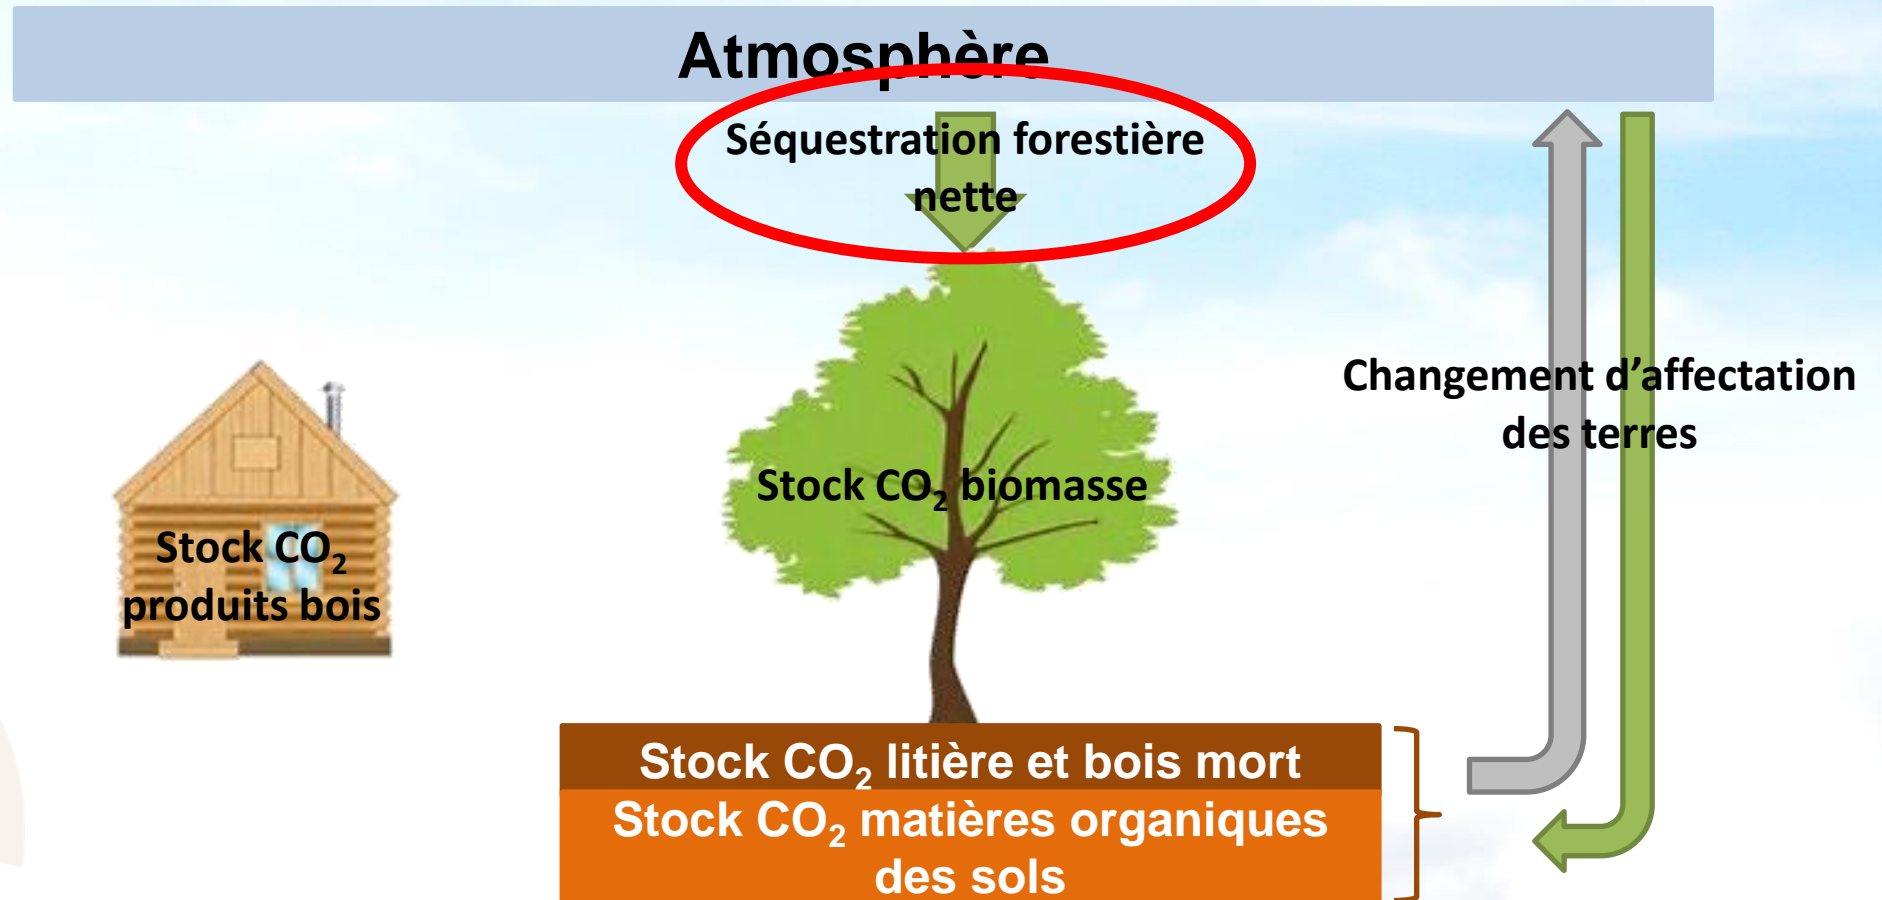 Atmosphère
Séquestration forestière
nette
Changement d’affectation
des terres
Stock CO₂ biomasse
Stock CO₂
produits bois
Stock CO₂ litière et bois mort
Stock CO₂ matières organiques
des sols